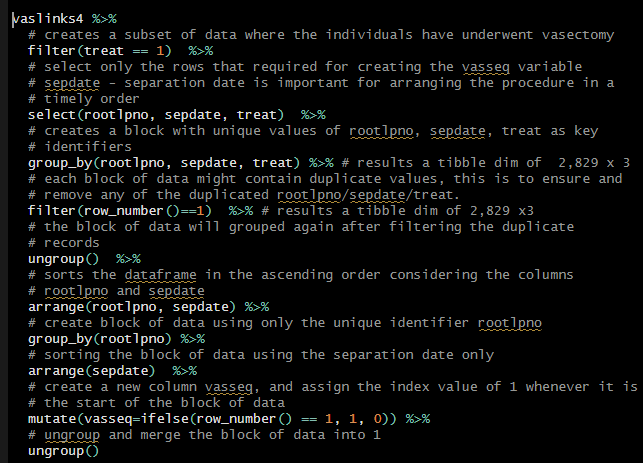 vaslinks4 %>%
# creates a subset of data where the individuals have underwent vasectomy
filter(treat == 1)  %>%
# select only the rows that required for creating the vasseq variable
# sepdate - separation date is important for arranging the procedure in a
# timely order
select(rootlpno, sepdate, treat)  %>%
# creates a block with unique values of rootlpno, sepdate, treat as key
# identifiers
group_by(rootlpno, sepdate, treat) %>% # results a tibble dim of  2,829 x 3
# each block of data might contain duplicate values, this is to ensure and
# remove any of the duplicated rootlpno/sepdate/treat.
filter(row_number()==1)  %>% # results a tibble dim of 2,829 x3
# the block of data will grouped again after filtering the duplicate
# records
ungroup()  %>%
# sorts the dataframe in the ascending order considering the columns
# rootlpno and sepdate
arrange(rootlpno, sepdate) %>%
# create block of data using only the unique identifier rootlpno
group_by(rootlpno) %>%
# sorting the block of data using the separation date only
arrange(sepdate)  %>%
# create a new column vasseq, and assign the index value of 1 whenever it is
# the start of the block of data
mutate(vasseq=ifelse(row_number() == 1, 1, 0)) %>%
# ungroup and merge the block of data into 1
ungroup()